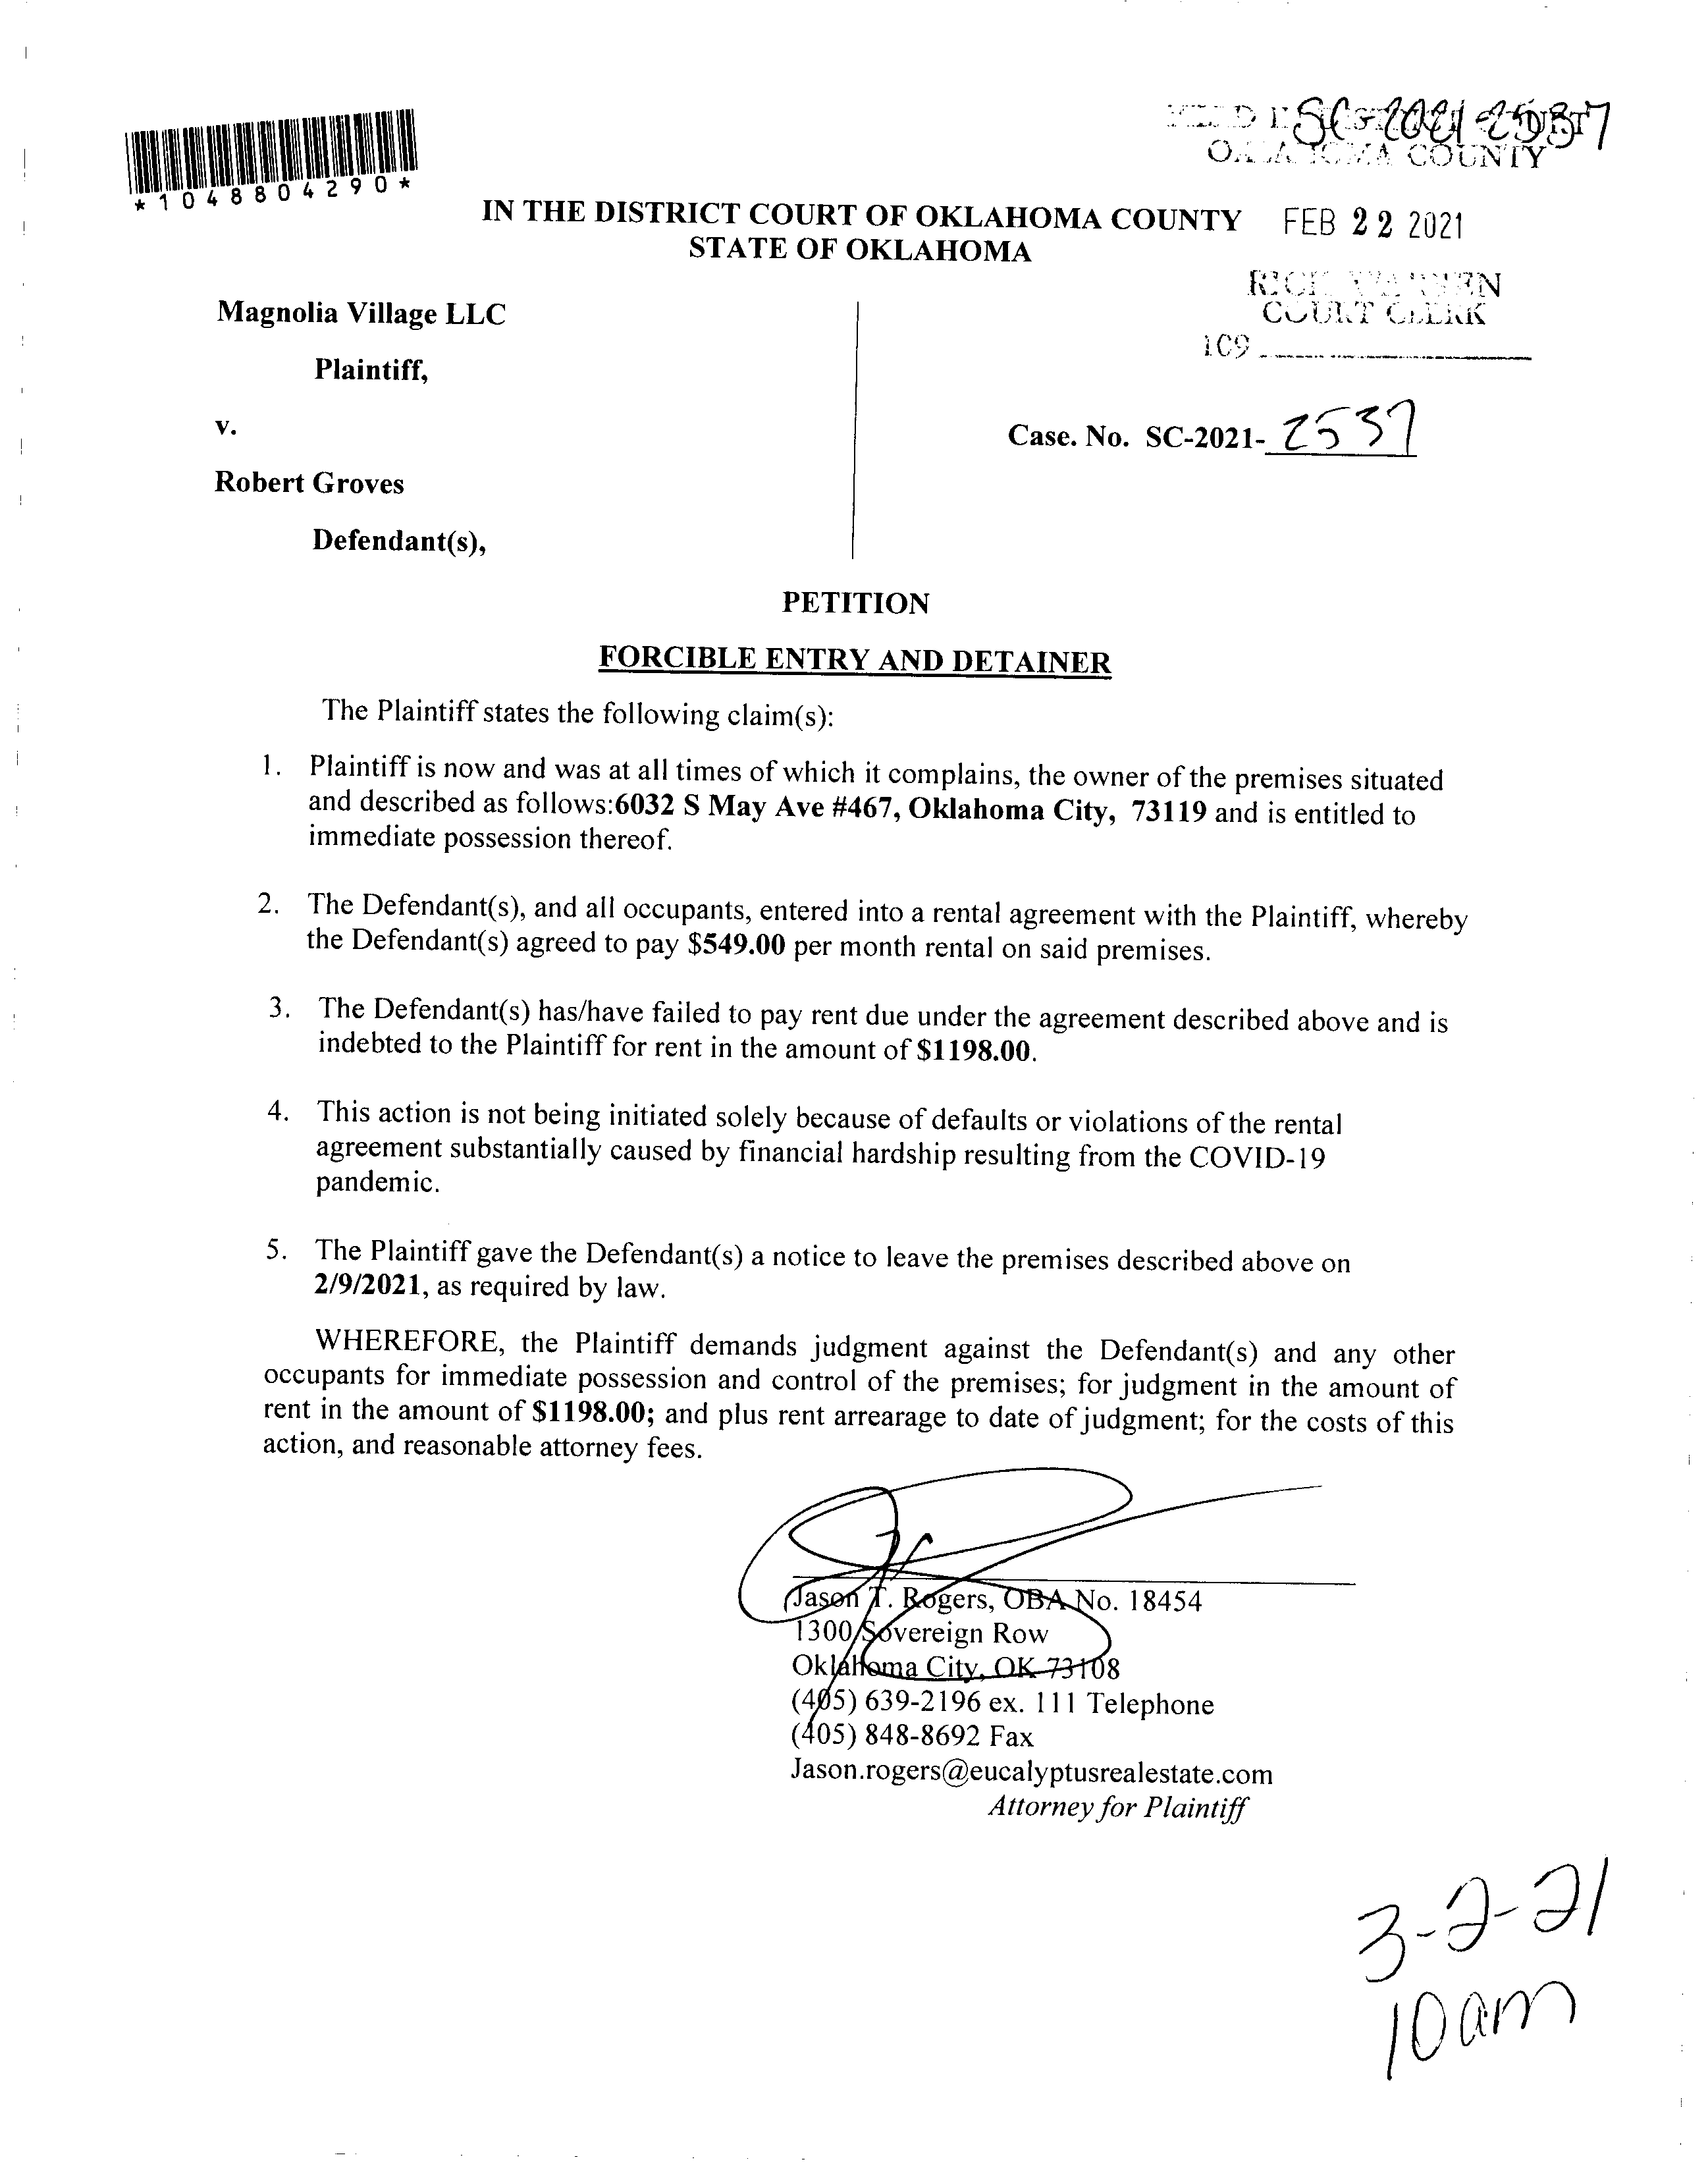 SC-2021-2537
COUNTY
*1048804290*
IN THE DISTRICT COURT OF OKLAHOMA COUNTY FEB 22 2021
STATE OF OKLAHOMA
COURT CLERK
109
Magnolia Village LLC
Plaintiff,
v.
Case. No. SC-2021- 2537
Robert Groves
Defendant(s),
PETITION
FORCIBLE ENTRY AND DETAINER
The Plaintiff states the following claim(s):
1. Plaintiff is now and was at all times of which it complains, the owner of the premises situated
and described as follows:6032 S May Ave #467, Oklahoma City, 73119 and is entitled to
immediate possession thereof.
2. The Defendant(s), and all occupants, entered into a rental agreement with the Plaintiff, whereby
the Defendant(s) agreed to pay $549.00 per month rental on said premises.
3. The Defendant(s) has/have failed to pay rent due under the agreement described above and is
indebted to the Plaintiff for rent in the amount of $1198.00.
4. This action is not being initiated solely because of defaults or violations of the rental
agreement substantially caused by financial hardship resulting from the COVID-19
pandemic.
5. The Plaintiff gave the Defendant(s) a notice to leave the premises described above on
2/9/2021, as required by law.
WHEREFORE, the Plaintiff demands judgment against the Defendant(s) and any other
occupants for immediate possession and control of the premises; for judgment in the amount of
rent in the amount of $1198.00; and plus rent arrearage to date of judgment; for the costs of this
action, and reasonable attorney fees.
Jason T. Rogers, OBA No. 18454
1300 Sovereign Row
Oklahoma City, OK 73108
(405) 639-2196 ex. 111 Telephone
(405) 848-8692 Fax
Jason.rogers@eucalyptusrealestate.com
Attorney for Plaintiff
3-2-21
10am